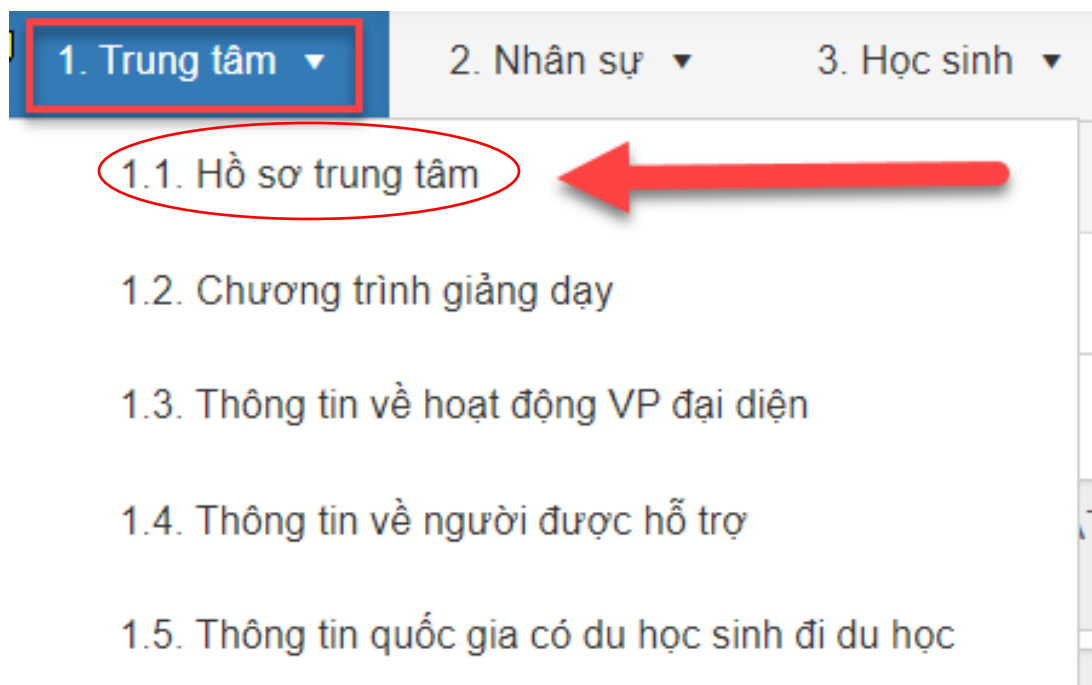 1. Trung tâm ▼ 2. Nhân sự ▼ 3. Học sinh ▼
1.1. Hồ sơ trung tâm
1.2. Chương trình giảng dạy
1.3. Thông tin về hoạt động VP đại diện
1.4. Thông tin về người được hỗ trợ
1.5. Thông tin quốc gia có du học sinh đi du học